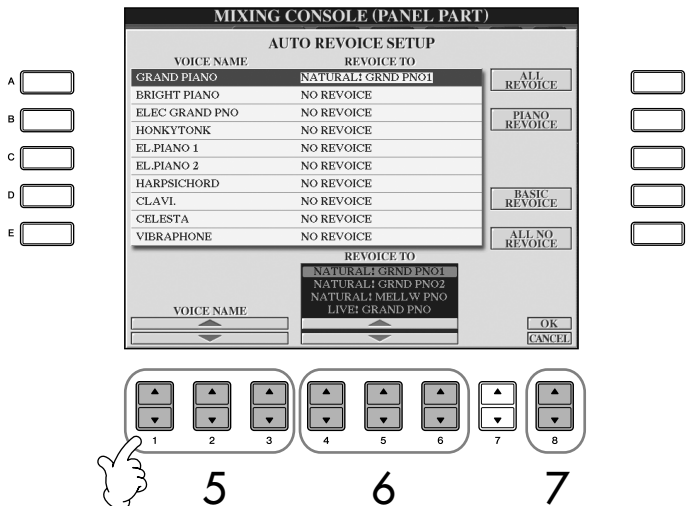 MIXING CONSOLE (PANEL PART)
AUTO REVOICE SETUP
VOICE NAME REVOICE TO
GRAND PIANO NATURAL! GRND PNO1
BRIGHT PIANO NO REVOICE
ELEC GRAND PNO NO REVOICE
HONKYTONK NO REVOICE
EL.PIANO 1 NO REVOICE
EL.PIANO 2 NO REVOICE
HARPSICHORD NO REVOICE
CLAVI. NO REVOICE
CELESTA NO REVOICE
VIBRAPHONE NO REVOICE
ALL
REVOICE
PIANO
REVOICE
BASIC
REVOICE
ALL NO
REVOICE
A
B
C
D
E
REVOICE TO
NATURAL! GRND PNO1
NATURAL! GRND PNO2
NATURAL! MELLW PNO
LIVE! GRAND PNO
VOICE NAME
OK
CANCEL
1 2 3 4 5 6 7 8
5 6 7